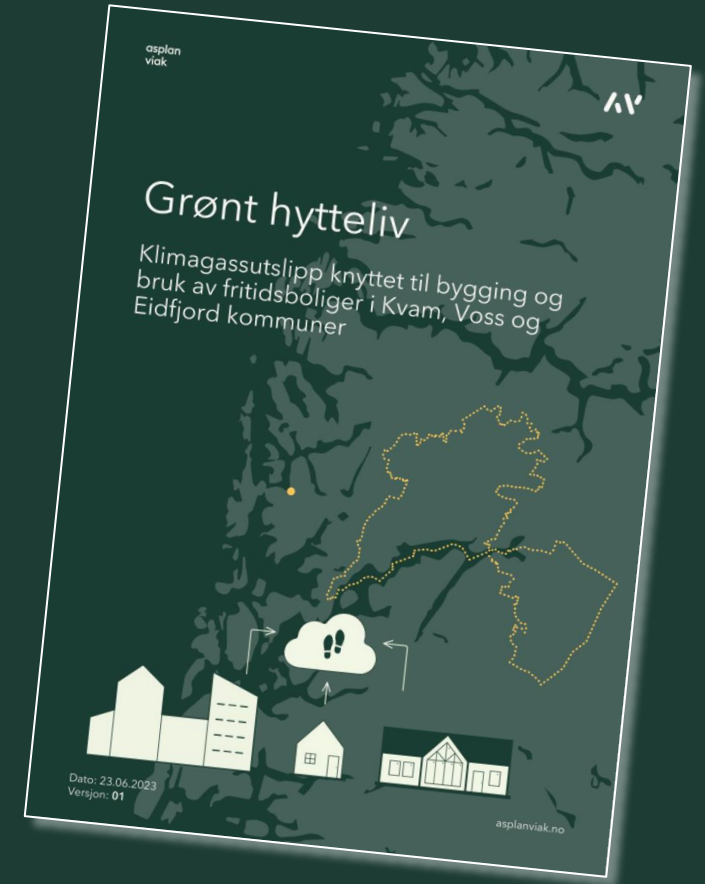 asplan
viak
Grønt hytteliv
Klimagassutslipp knyttet til bygging og
bruk av fritidsboliger i Kvam, Voss og
Eidfjord kommuner
Dato: 23.06.2023
Versjon: 01
asplanviak.no